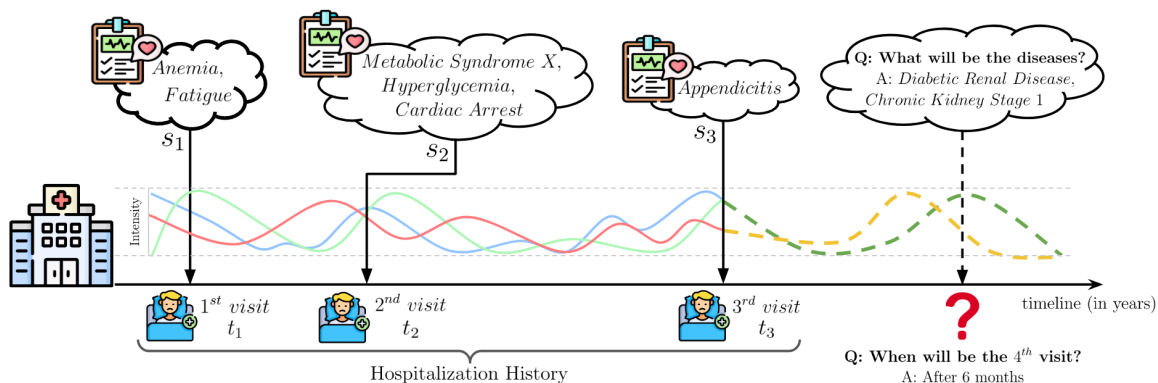 Anemia,
Fatigue
Metabolic Syndrome X,
Hyperglycemia,
Cardiac Arrest
Appendicitis
Q: What will be the diseases?
A: Diabetic Renal Disease,
Chronic Kidney Stage 1
s₁
s₂
s₃
Intensity
1ˢᵗ visit
t₁
2ⁿᵈ visit
t₂
3ʳᵈ visit
t₃
?
timeline (in years)
Hospitalization History
Q: When will be the 4ᵗʰ visit?
A: After 6 months